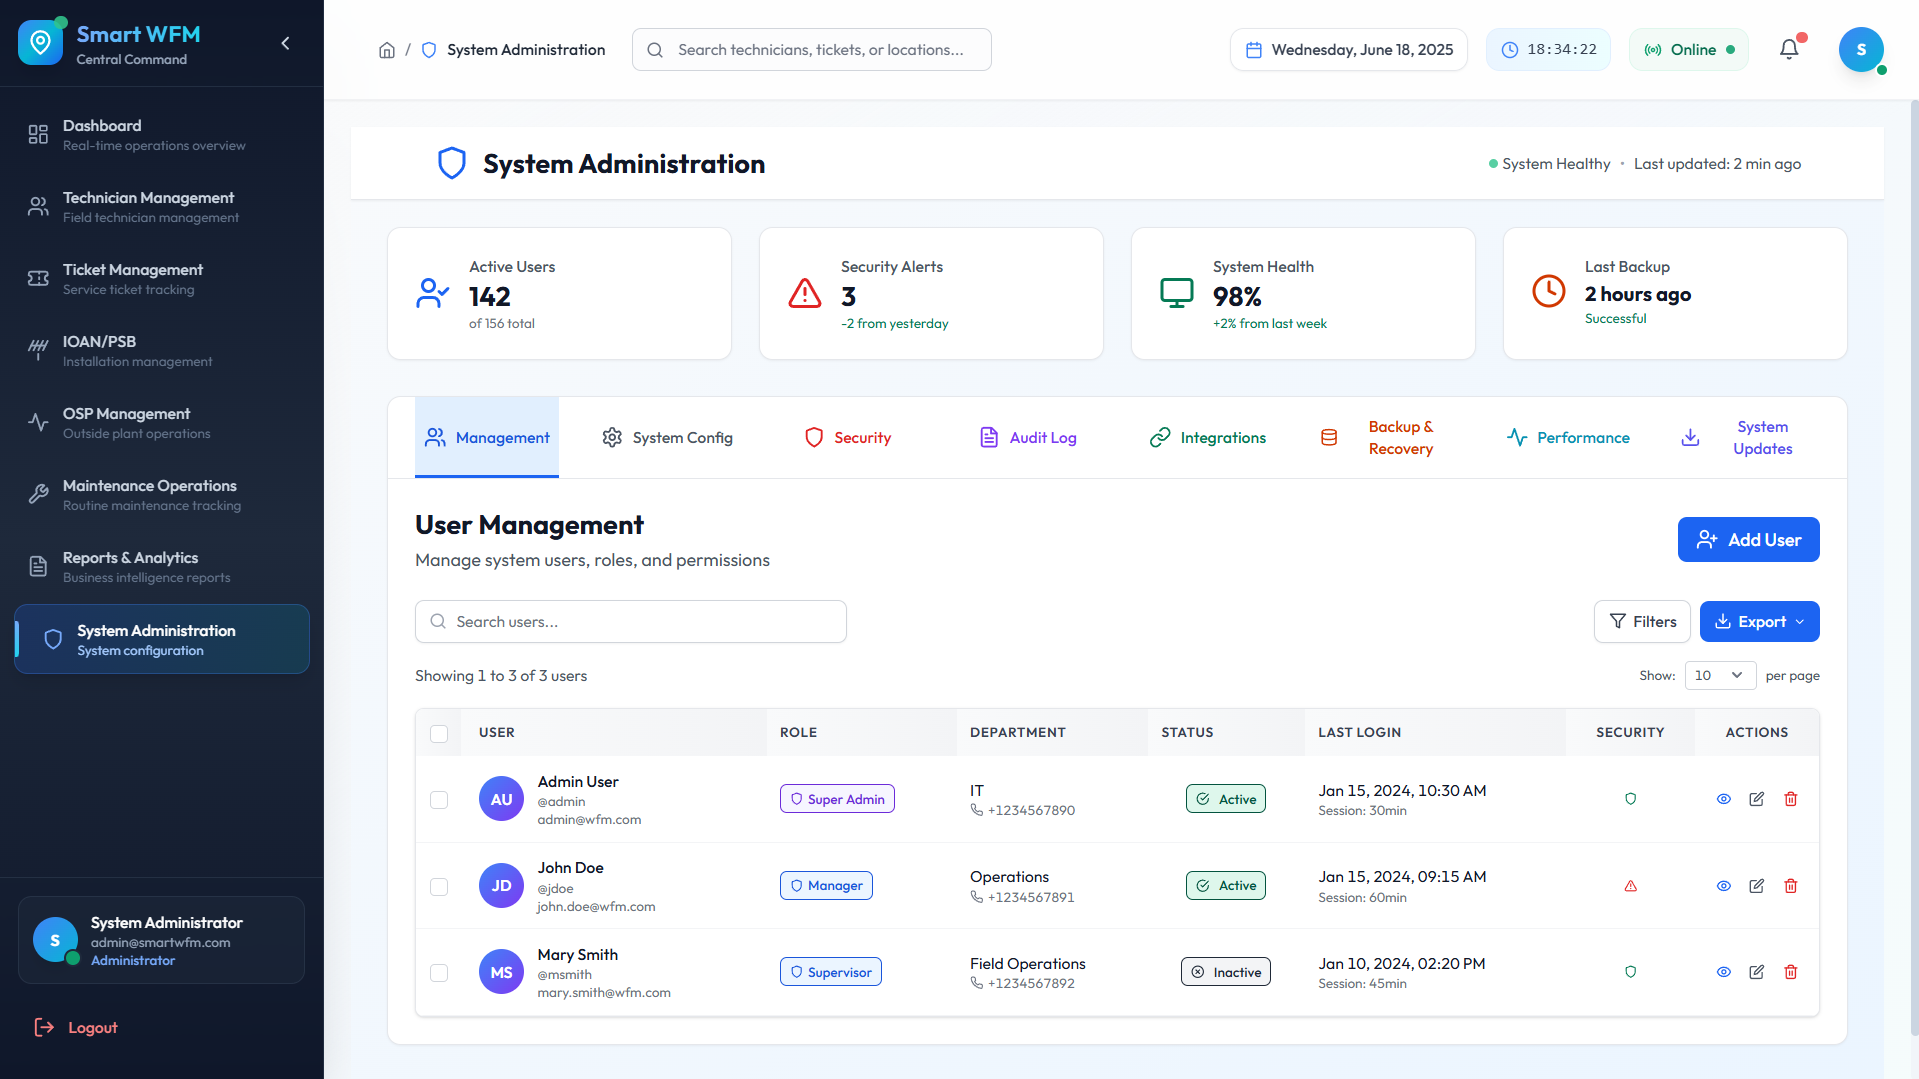 Smart WFM
Central Command
Dashboard
Real-time operations overview
Technician Management
Field technician management
Ticket Management
Service ticket tracking
IOAN/PSB
Installation management
OSP Management
Outside plant operations
Maintenance Operations
Routine maintenance tracking
Reports & Analytics
Business intelligence reports
System Administration
System configuration
S
System Administrator
admin@smartwfm.com
Administrator
Logout
/ System Administration
Search technicians, tickets, or locations...
Wednesday, June 18, 2025
18:34:22
Online
S
System Administration
System Healthy • Last updated: 2 min ago
Active Users
142
of 156 total
Security Alerts
3
-2 from yesterday
System Health
98%
+2% from last week
Last Backup
2 hours ago
Successful
Management
System Config
Security
Audit Log
Integrations
Backup &
Recovery
Performance
System
Updates
User Management
Manage system users, roles, and permissions
Add User
Search users...
Filters
Export
Showing 1 to 3 of 3 users
Show: 10 per page
USER ROLE DEPARTMENT STATUS LAST LOGIN SECURITY ACTIONS
AU
Admin User
@admin
admin@wfm.com
Super Admin
IT
+1234567890
Active
Jan 15, 2024, 10:30 AM
Session: 30min
JD
John Doe
@jdoe
john.doe@wfm.com
Manager
Operations
+1234567891
Active
Jan 15, 2024, 09:15 AM
Session: 60min
MS
Mary Smith
@msmith
mary.smith@wfm.com
Supervisor
Field Operations
+1234567892
Inactive
Jan 10, 2024, 02:20 PM
Session: 45min